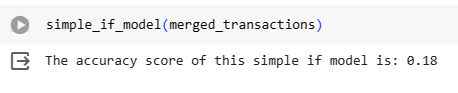 simple_if_model(merged_transactions)
The accuracy score of this simple if model is: 0.18